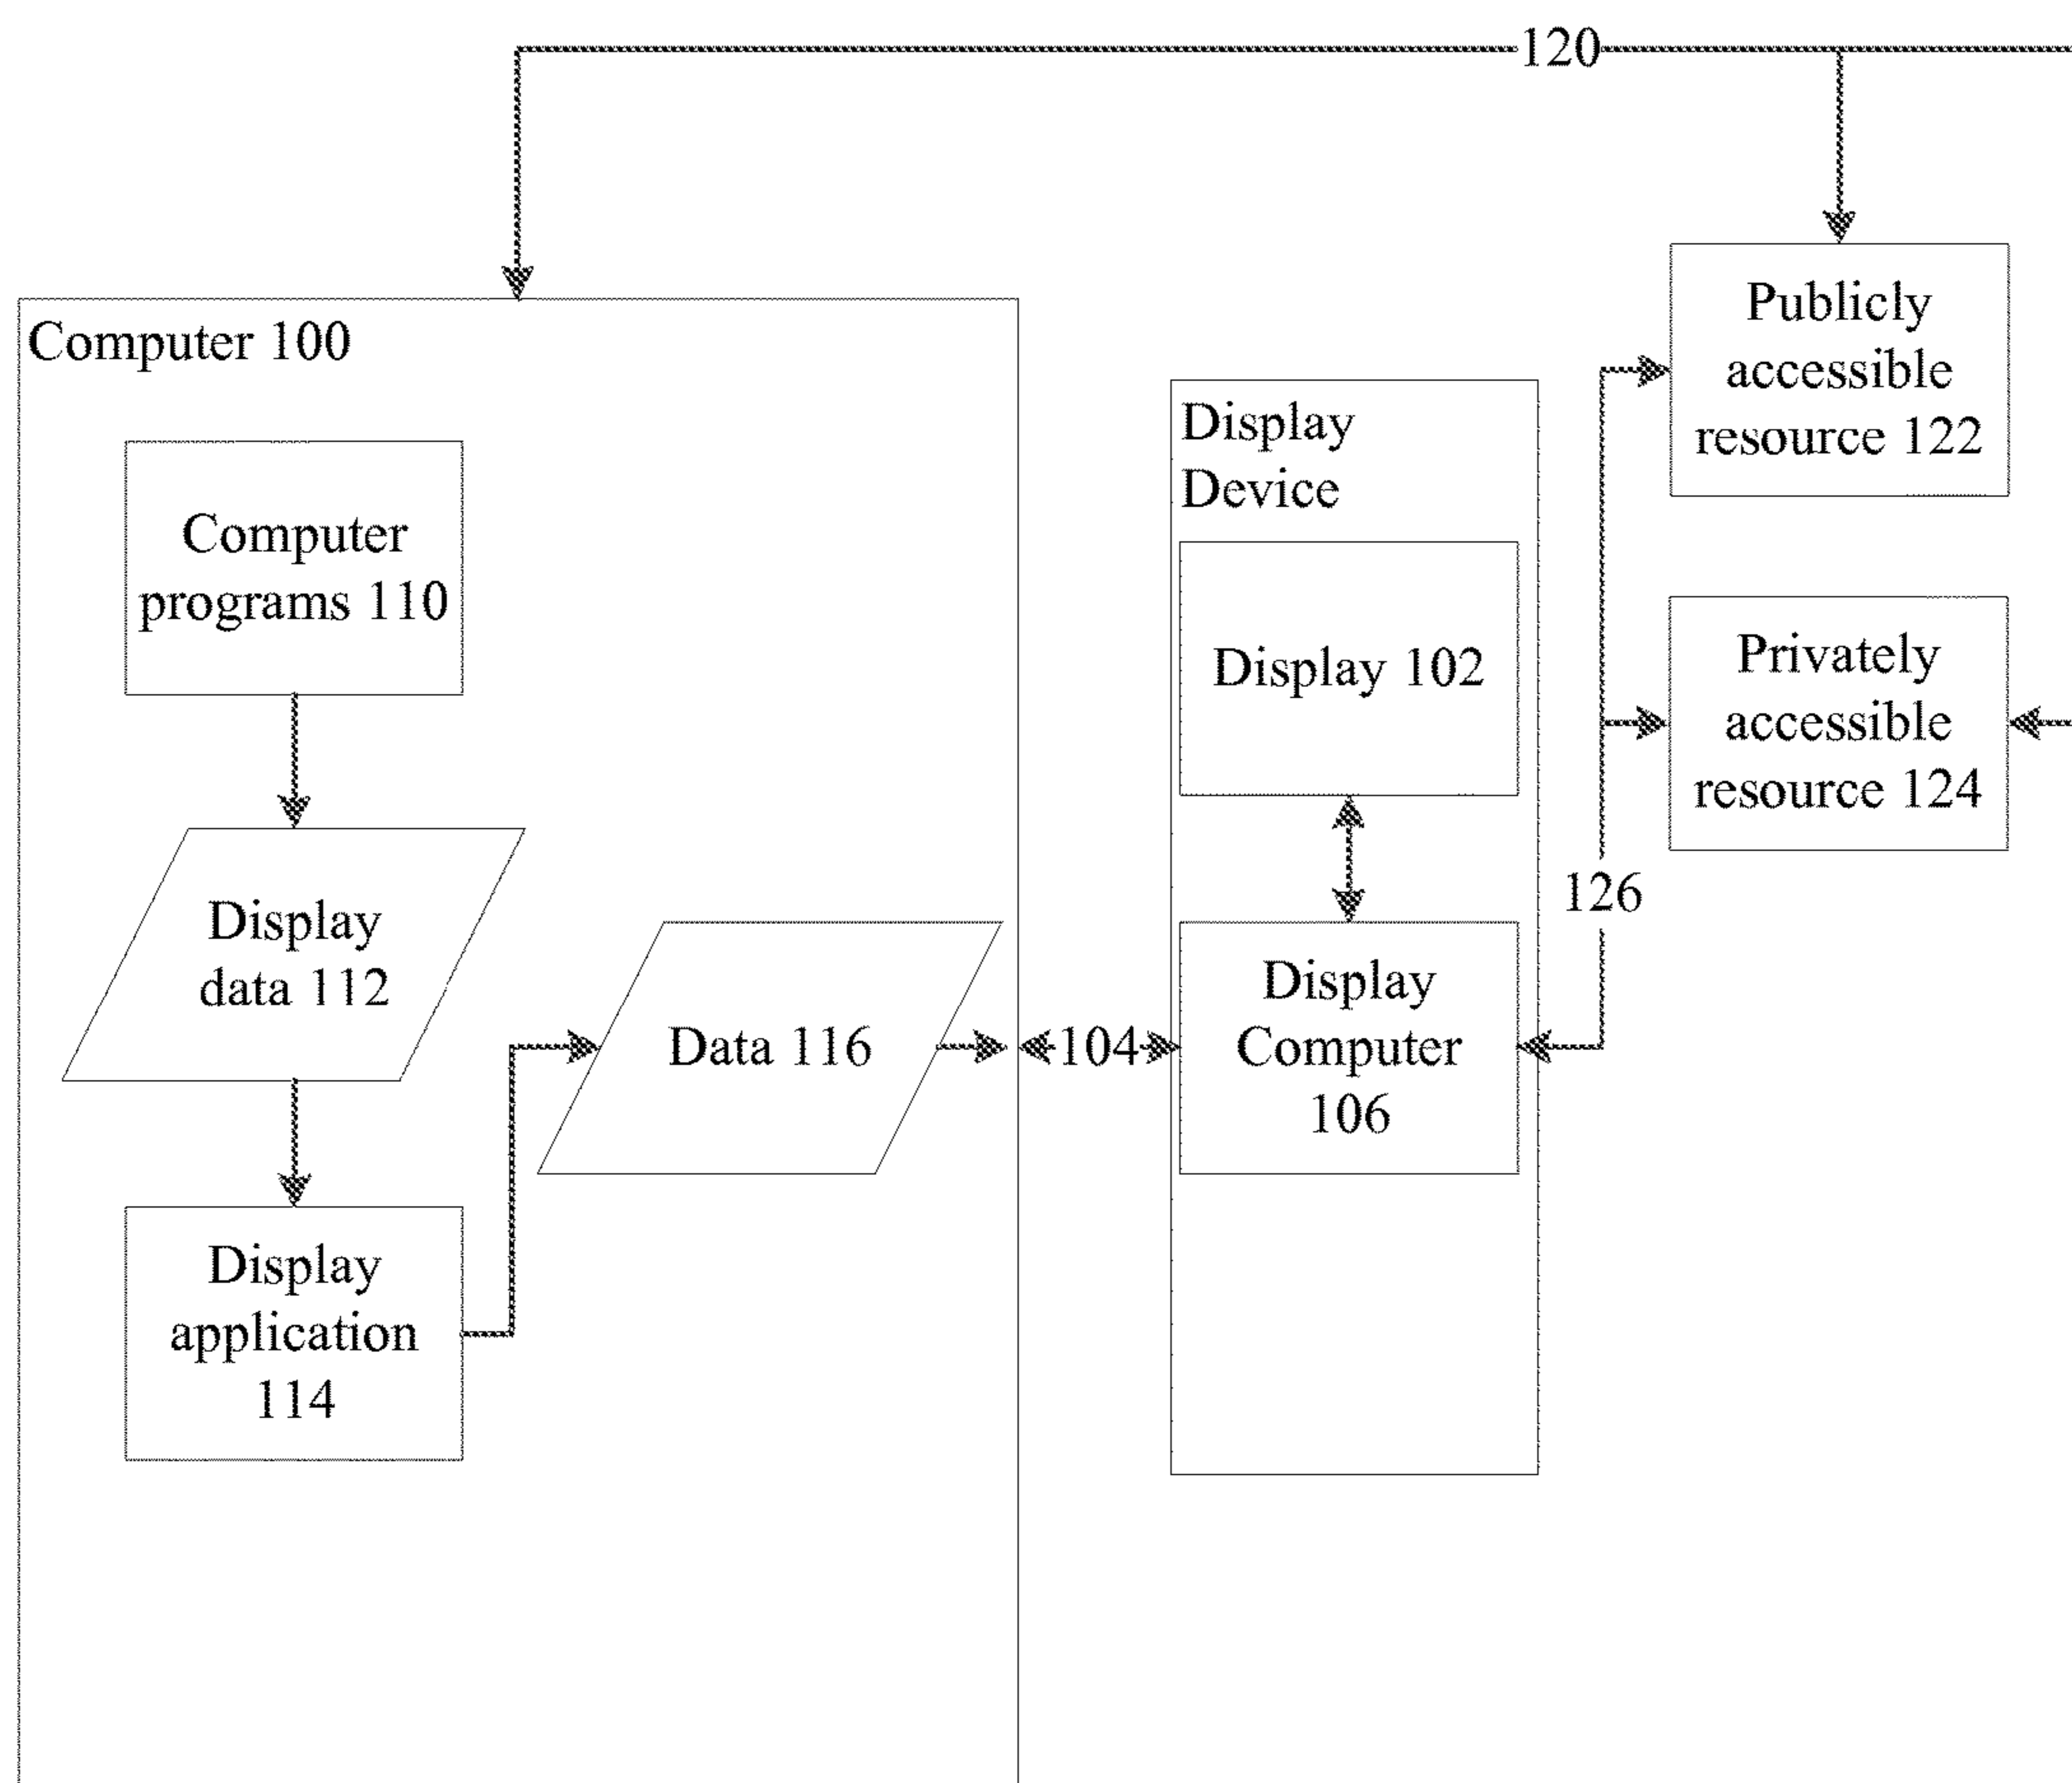 120
Computer 100
Computer
programs 110
Display
data 112
Display
application
114
Data 116
104
Display
Device
Display 102
Display
Computer
106
126
Publicly
accessible
resource 122
Privately
accessible
resource 124